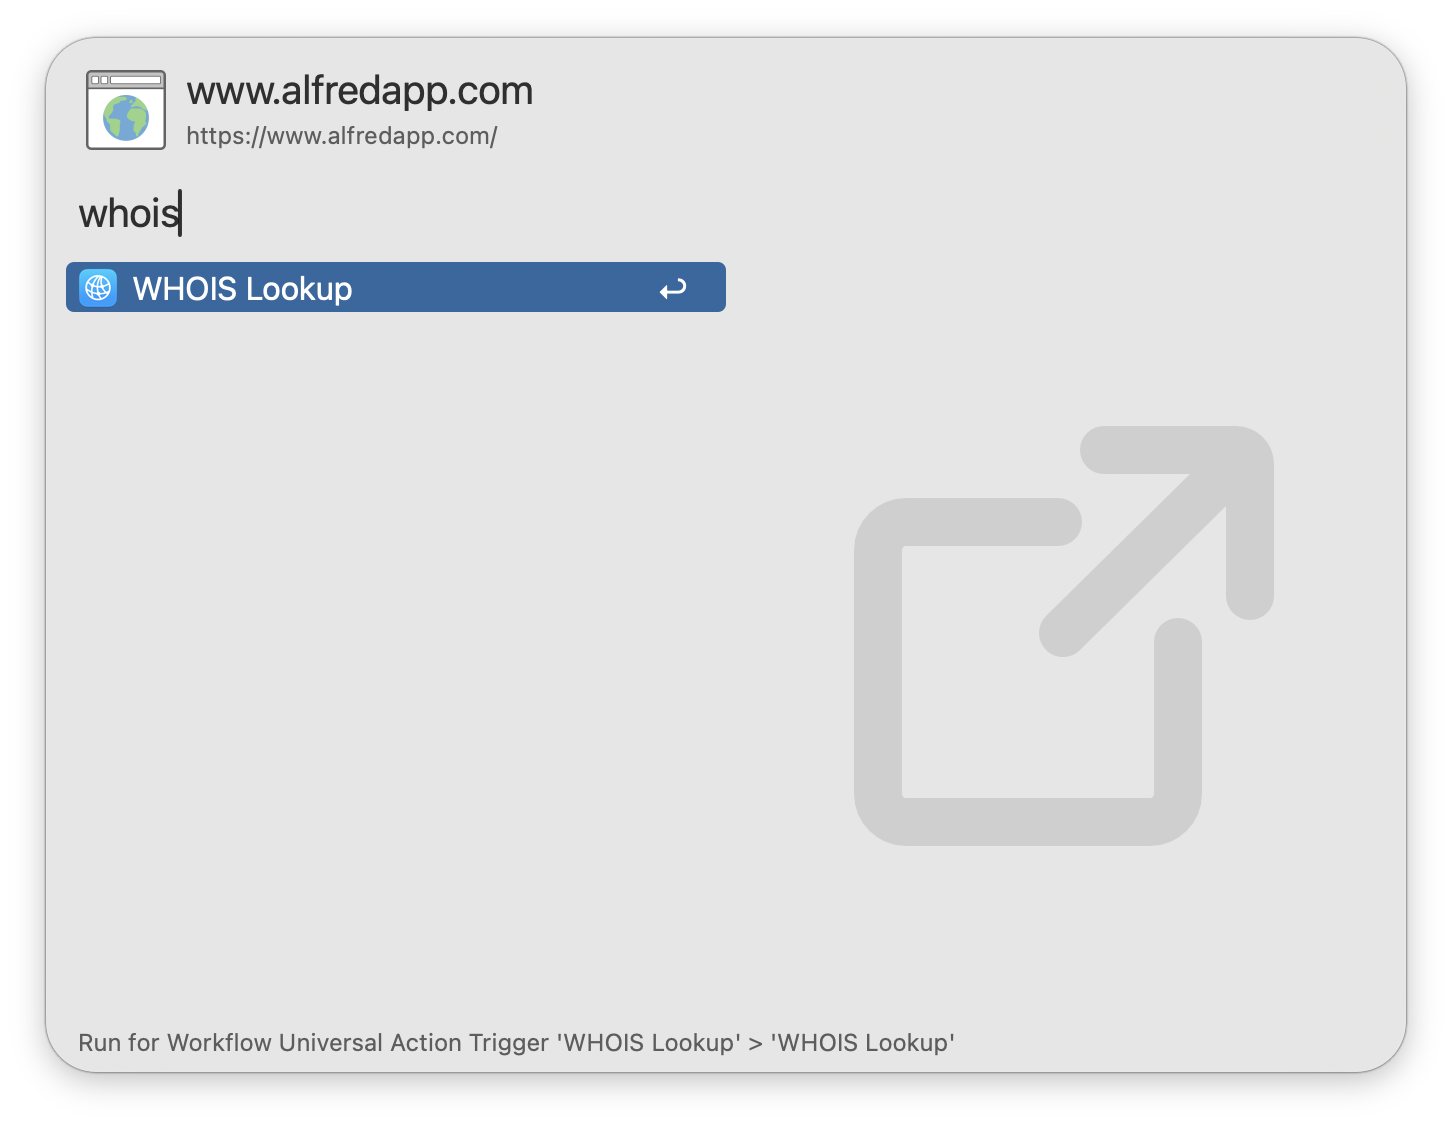 www.alfredapp.com
https://www.alfredapp.com/
whois
WHOIS Lookup
Run for Workflow Universal Action Trigger 'WHOIS Lookup' > 'WHOIS Lookup'